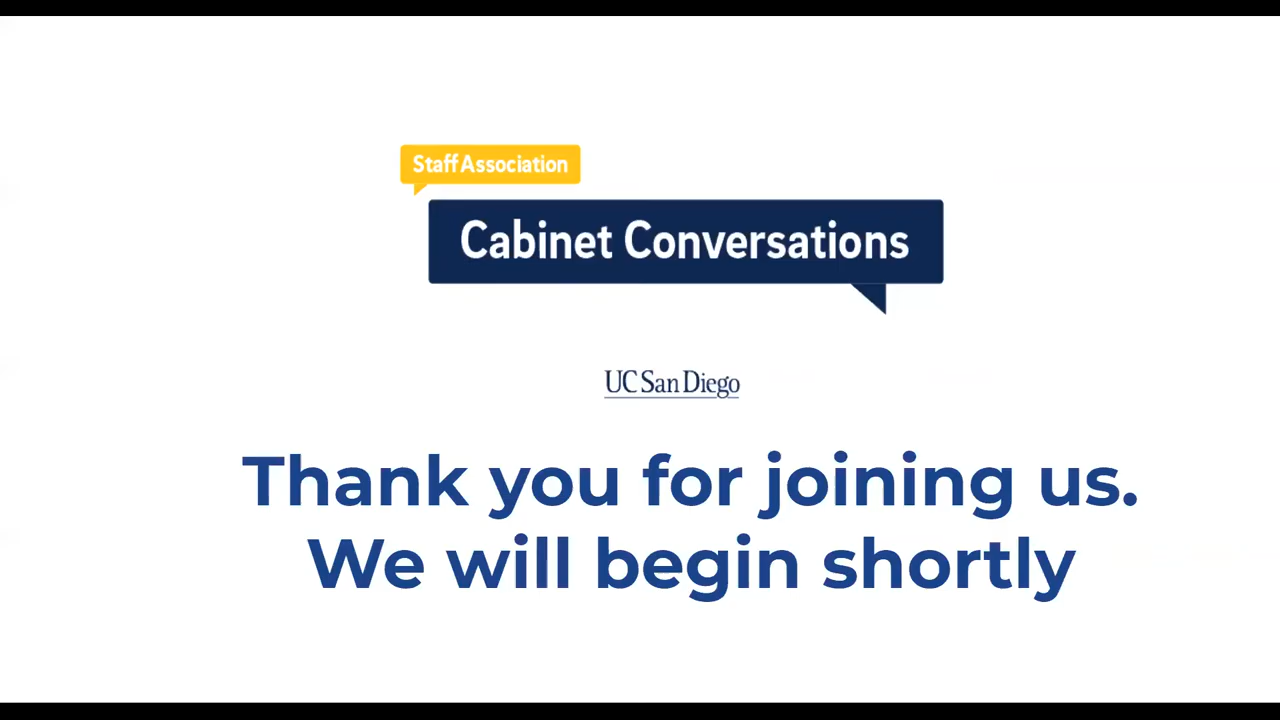 Staff Association
Cabinet Conversations
UC San Diego
Thank you for joining us.
We will begin shortly